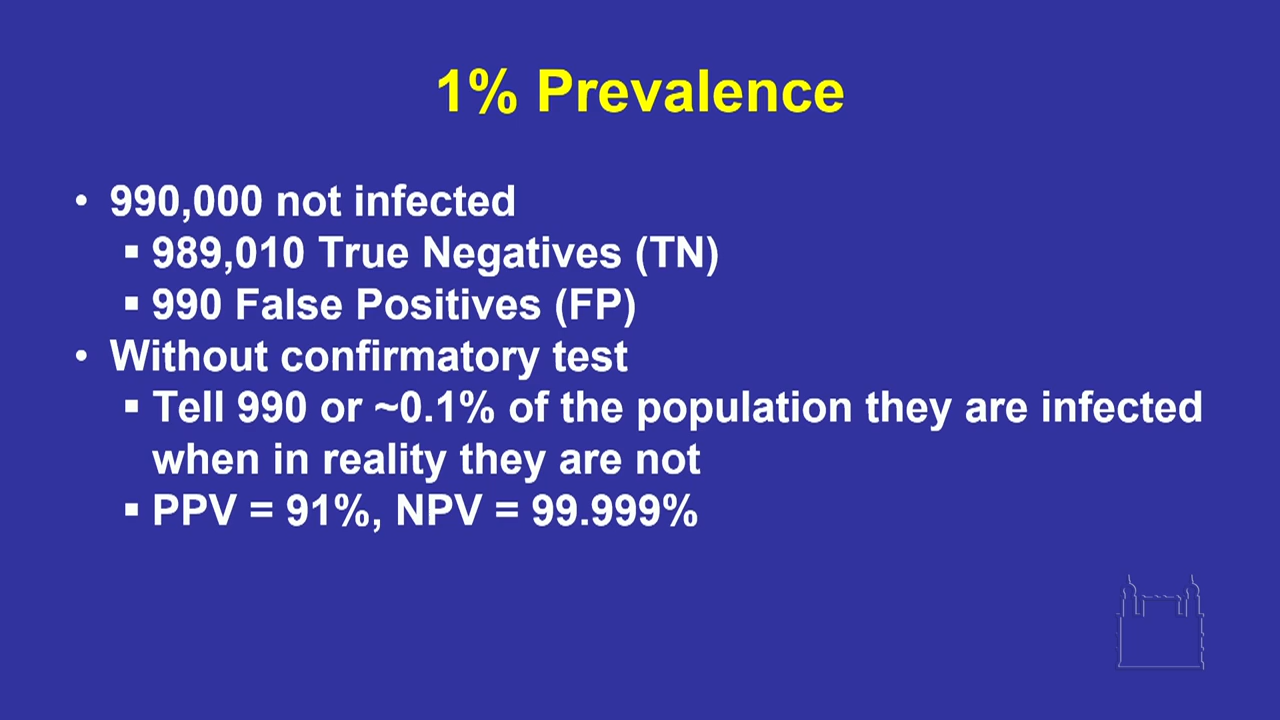 1% Prevalence
• 990,000 not infected
▪ 989,010 True Negatives (TN)
▪ 990 False Positives (FP)
• Without confirmatory test
▪ Tell 990 or ~0.1% of the population they are infected
when in reality they are not
▪ PPV = 91%, NPV = 99.999%